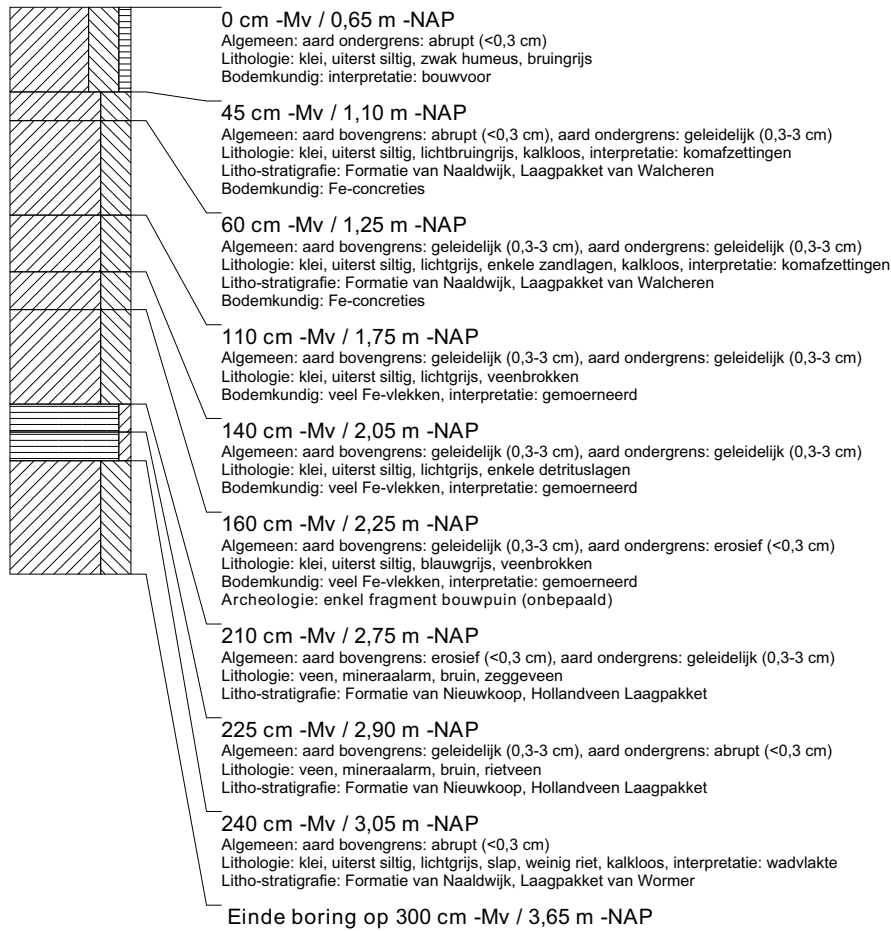 0 cm -Mv / 0,65 m -NAP
Algemeen: aard ondergrens: abrupt (<0,3 cm)
Lithologie: klei, uiterst siltig, zwak humeus, bruingrijs
Bodemkundig: interpretatie: bouwvoor
45 cm -Mv / 1,10 m -NAP
Algemeen: aard bovengrens: abrupt (<0,3 cm), aard ondergrens: geleidelijk (0,3-3 cm)
Lithologie: klei, uiterst siltig, lichtbruingrijs, kalkloos, interpretatie: komafzettingen
Litho-stratigrafie: Formatie van Naaldwijk, Laagpakket van Walcheren
Bodemkundig: Fe-concreties
60 cm -Mv / 1,25 m -NAP
Algemeen: aard bovengrens: geleidelijk (0,3-3 cm), aard ondergrens: geleidelijk (0,3-3 cm)
Lithologie: klei, uiterst siltig, lichtgrijs, enkele zandlagen, kalkloos, interpretatie: komafzettingen
Litho-stratigrafie: Formatie van Naaldwijk, Laagpakket van Walcheren
Bodemkundig: Fe-concreties
110 cm -Mv / 1,75 m -NAP
Algemeen: aard bovengrens: geleidelijk (0,3-3 cm), aard ondergrens: geleidelijk (0,3-3 cm)
Lithologie: klei, uiterst siltig, lichtgrijs, veenbrokken
Bodemkundig: veel Fe-vlekken, interpretatie: gemoerneerd
140 cm -Mv / 2,05 m -NAP
Algemeen: aard bovengrens: geleidelijk (0,3-3 cm), aard ondergrens: geleidelijk (0,3-3 cm)
Lithologie: klei, uiterst siltig, lichtgrijs, enkele detrituslagen
Bodemkundig: veel Fe-vlekken, interpretatie: gemoerneerd
160 cm -Mv / 2,25 m -NAP
Algemeen: aard bovengrens: geleidelijk (0,3-3 cm), aard ondergrens: erosief (<0,3 cm)
Lithologie: klei, uiterst siltig, blauwgrijs, veenbrokken
Bodemkundig: veel Fe-vlekken, interpretatie: gemoerneerd
Archeologie: enkel fragment bouwpuin (onbepaald)
210 cm -Mv / 2,75 m -NAP
Algemeen: aard bovengrens: erosief (<0,3 cm), aard ondergrens: geleidelijk (0,3-3 cm)
Lithologie: veen, mineraalarm, bruin, zeggeveen
Litho-stratigrafie: Formatie van Nieuwkoop, Hollandveen Laagpakket
225 cm -Mv / 2,90 m -NAP
Algemeen: aard bovengrens: geleidelijk (0,3-3 cm), aard ondergrens: abrupt (<0,3 cm)
Lithologie: veen, mineraalarm, bruin, rietveen
Litho-stratigrafie: Formatie van Nieuwkoop, Hollandveen Laagpakket
240 cm -Mv / 3,05 m -NAP
Algemeen: aard bovengrens: abrupt (<0,3 cm)
Lithologie: klei, uiterst siltig, lichtgrijs, slap, weinig riet, kalkloos, interpretatie: wadvlakte
Litho-stratigrafie: Formatie van Naaldwijk, Laagpakket van Wormer
Einde boring op 300 cm -Mv / 3,65 m -NAP